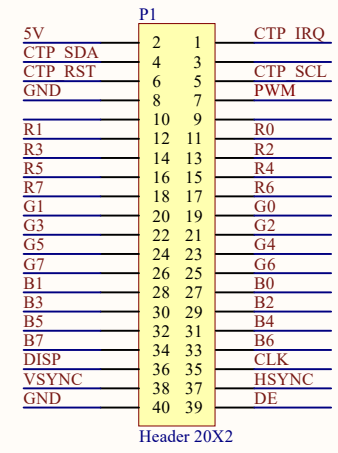 P1
5V 2 1 CTP_IRQ
CTP_SDA 4 3
CTP_RST 6 5 CTP_SCL
GND 8 7 PWM
10 9
R1 12 11 R0
R3 14 13 R2
R5 16 15 R4
R7 18 17 R6
G1 20 19 G0
G3 22 21 G2
G5 24 23 G4
G7 26 25 G6
B1 28 27 B0
B3 30 29 B2
B5 32 31 B4
B7 34 33 B6
DISP 36 35 CLK
VSYNC 38 37 HSYNC
GND 40 39 DE
Header 20X2